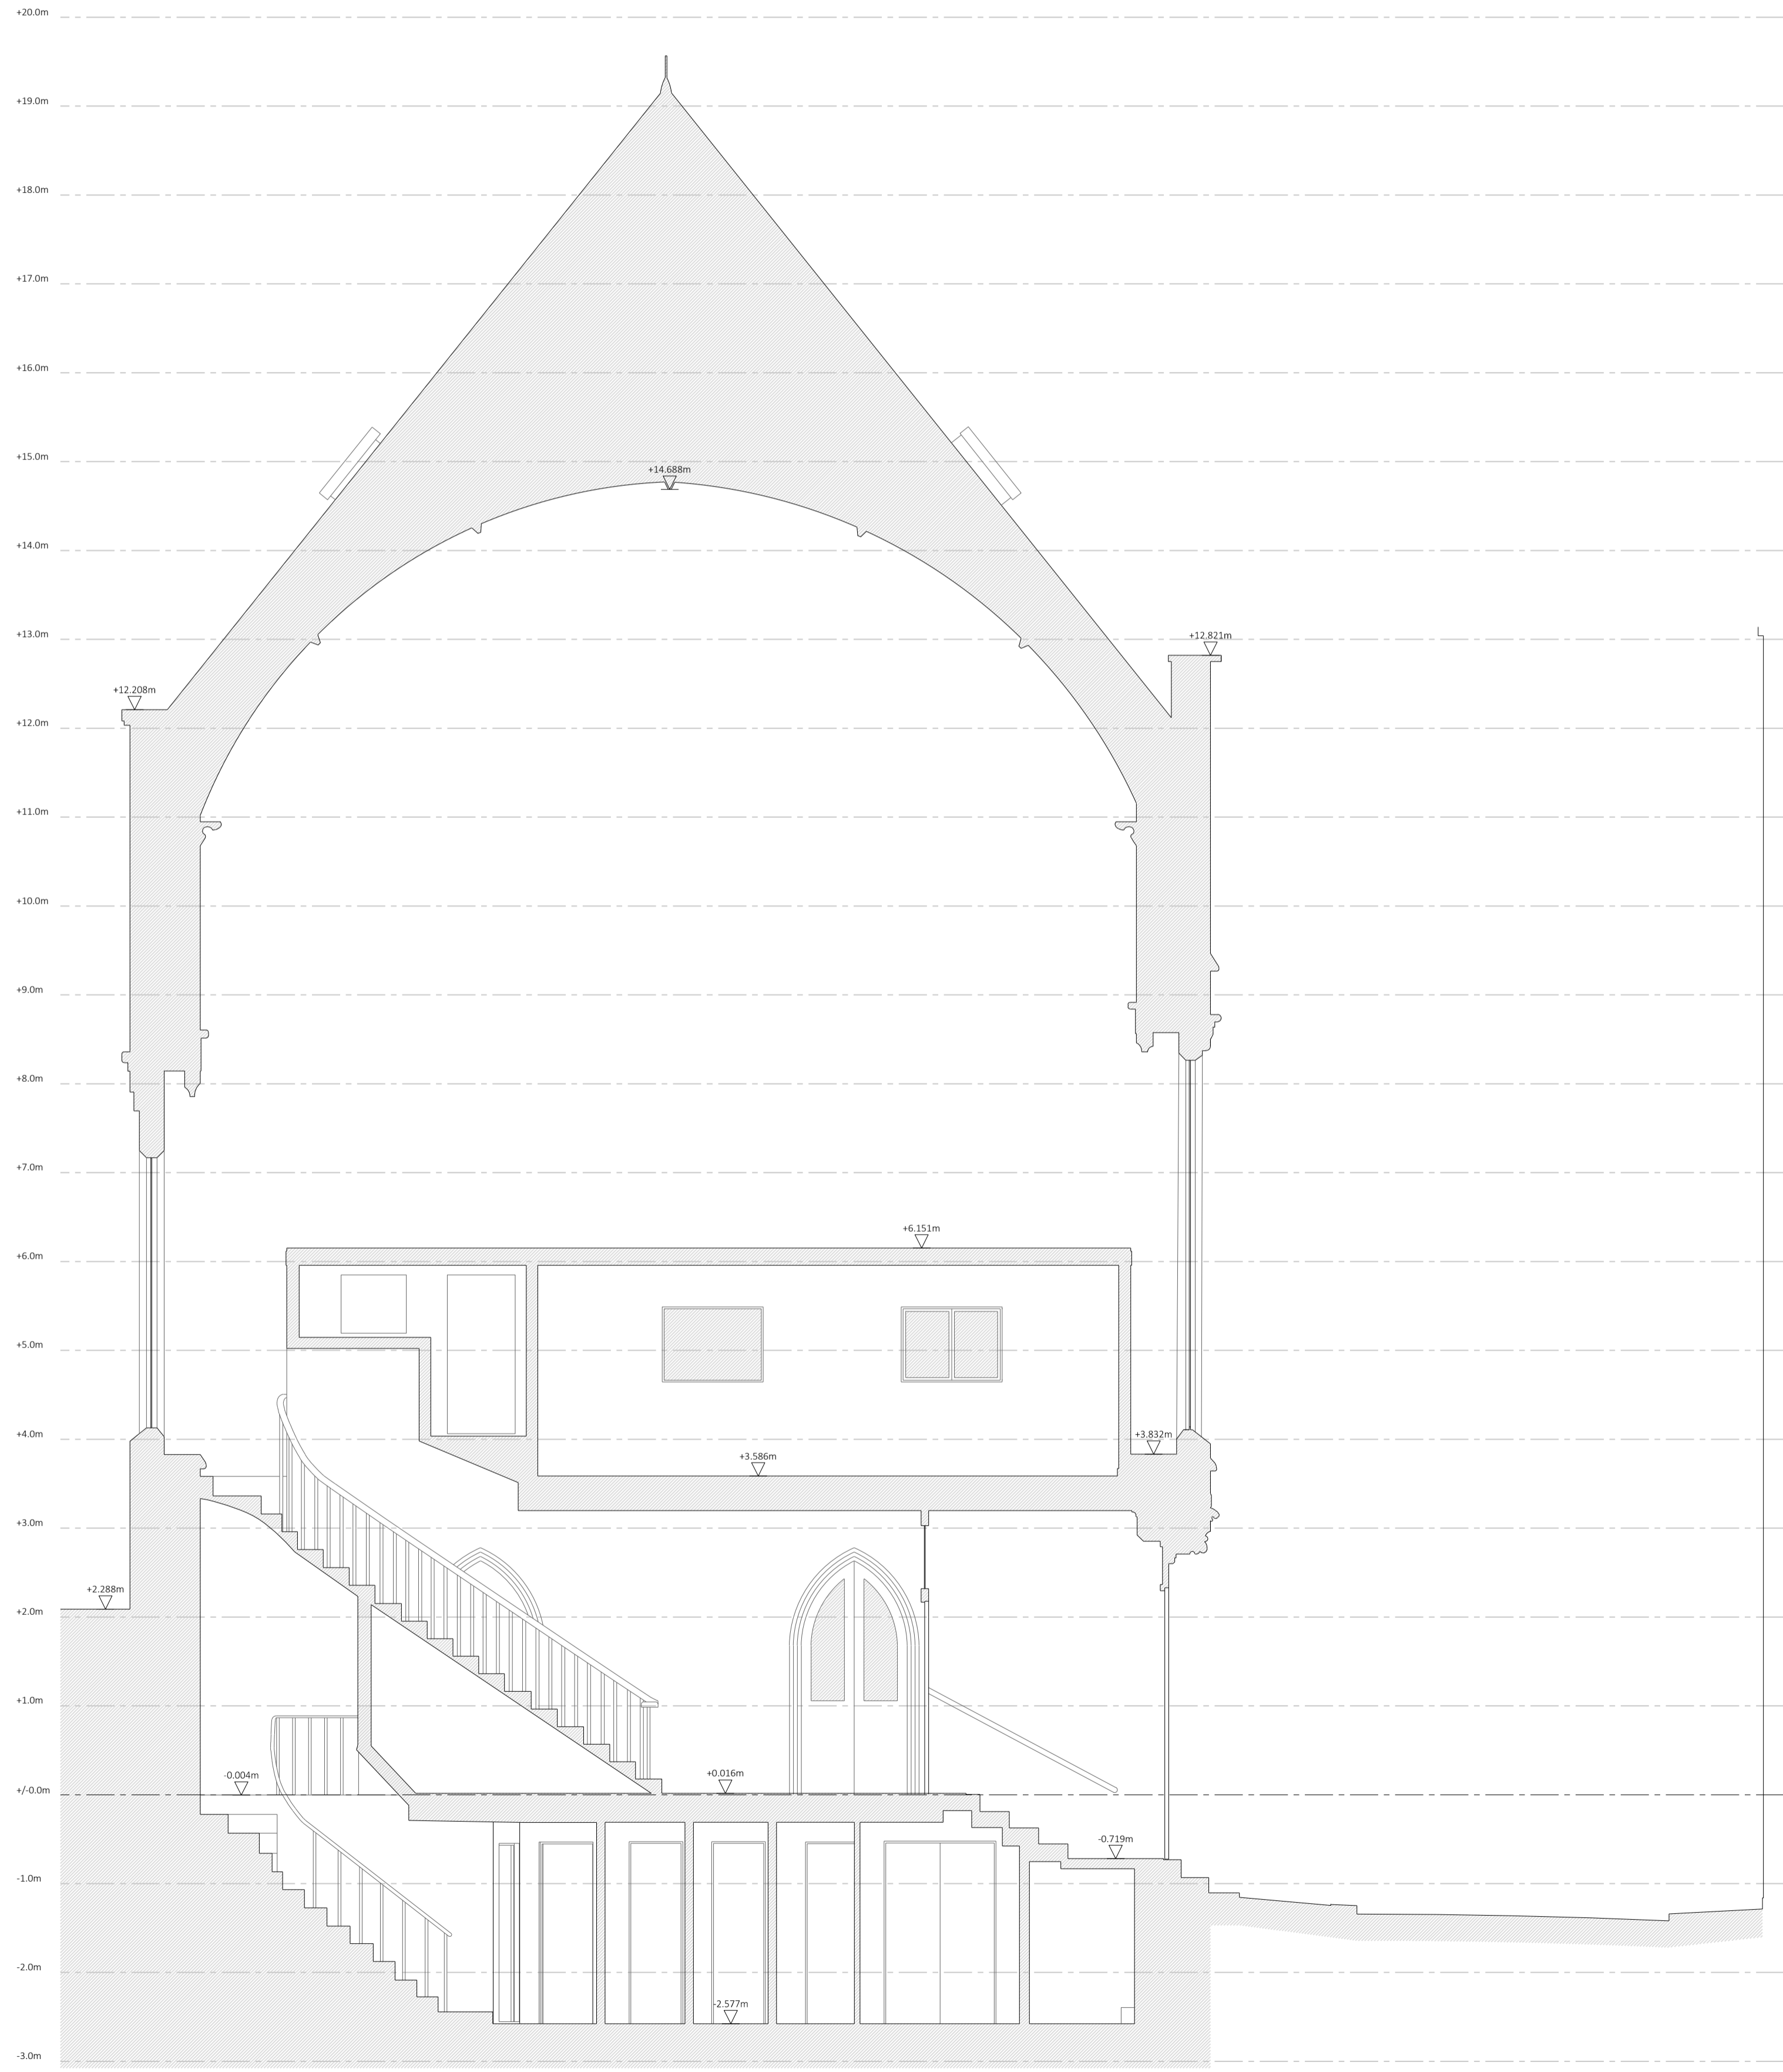 +20.0m
+19.0m
+18.0m
+17.0m
+16.0m
+15.0m
+14.688m
+14.0m
+13.0m
+12.821m
+12.208m
+12.0m
+11.0m
+10.0m
+9.0m
+8.0m
+7.0m
+6.151m
+6.0m
+5.0m
+4.0m
+3.832m
+3.586m
+3.0m
+2.288m
+2.0m
+1.0m
-0.004m
+0.016m
+/-0.0m
-0.719m
-1.0m
-2.0m
-2.577m
-3.0m